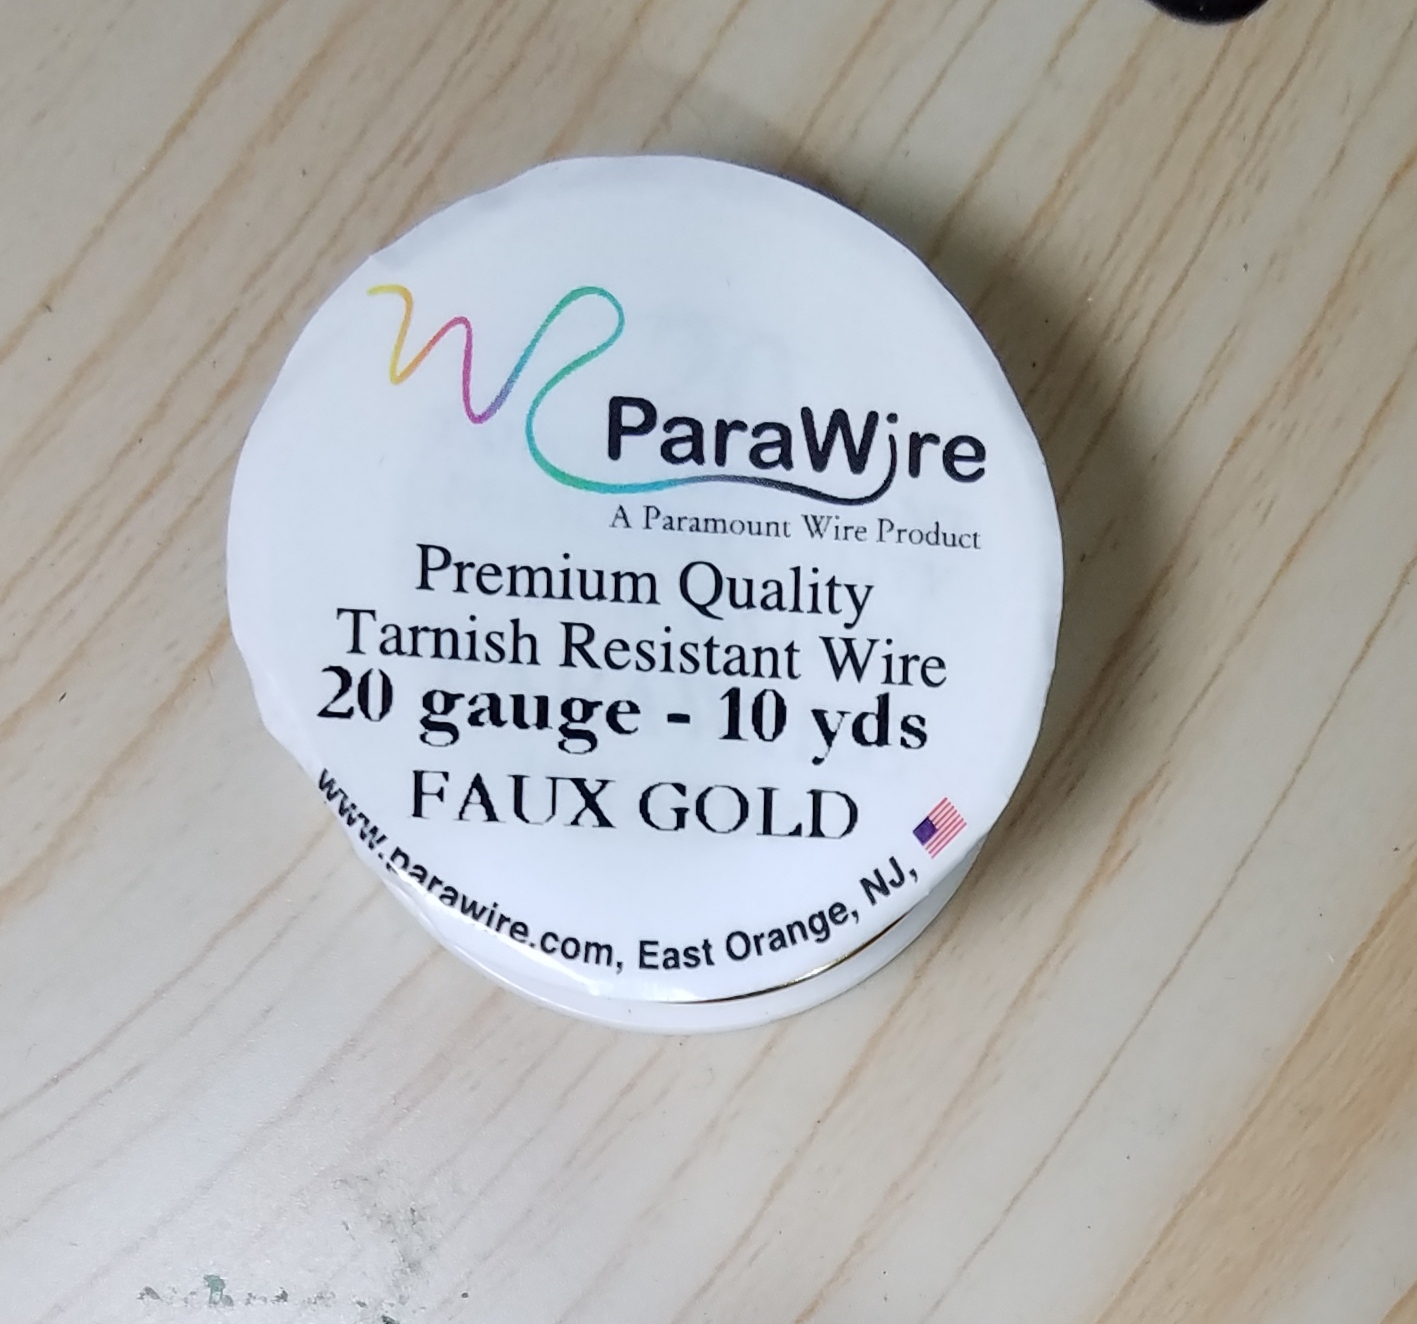 ParaWire
A Paramount Wire Product
Premium Quality
Tarnish Resistant Wire
20 gauge - 10 yds
FAUX GOLD
www.parawire.com, East Orange, NJ,